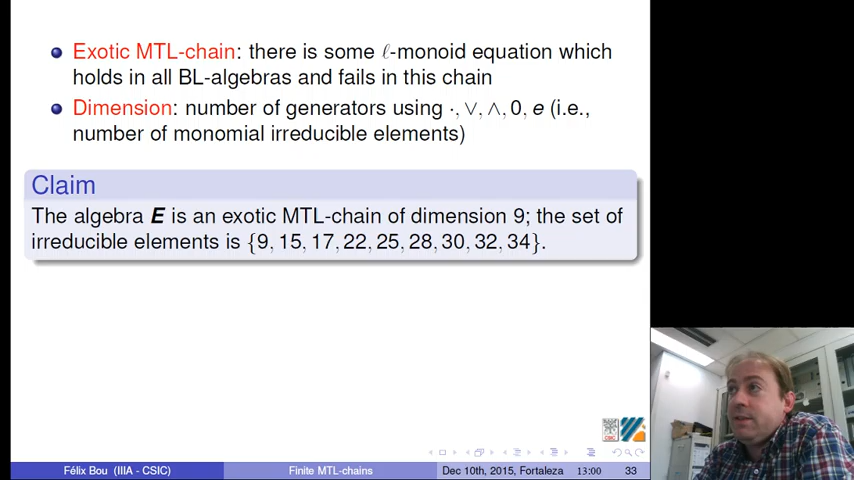 Exotic MTL-chain: there is some ℓ-monoid equation which
holds in all BL-algebras and fails in this chain
Dimension: number of generators using ·, ∨, ∧, 0, e (i.e.,
number of monomial irreducible elements)
Claim
The algebra E is an exotic MTL-chain of dimension 9; the set of
irreducible elements is {9, 15, 17, 22, 25, 28, 30, 32, 34}.
CSIC
Félix Bou (IIIA - CSIC) Finite MTL-chains Dec 10th, 2015, Fortaleza 13:00 33